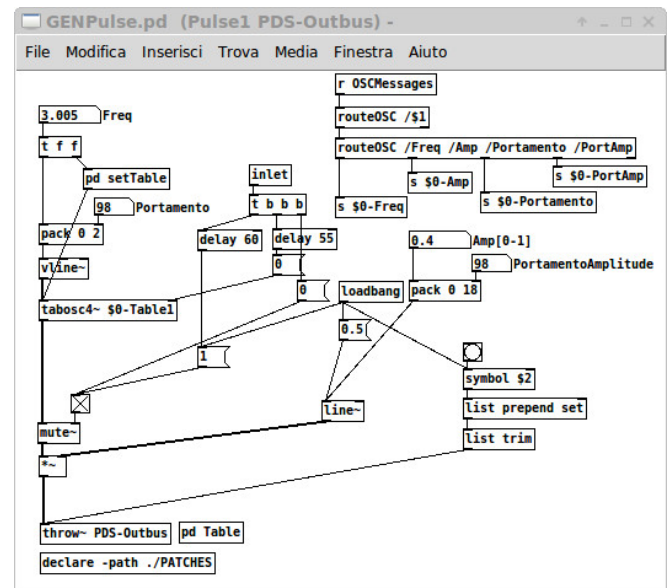 GENPulse.pd (Pulse1 PDS-Outbus) -
File Modifica Inserisci Trova Media Finestra Aiuto
r OSCMessages
routeOSC /$1
3.005 Freq
t f f
routeOSC /Freq /Amp /Portamento /PortAmp
pd setTable
inlet
s $0-Amp
s $0-PortAmp
98 Portamento
t b b b
s $0-Freq
s $0-Portamento
pack 0 2
delay 60
delay 55
0.4 Amp[0-1]
vline~
0
98 PortamentoAmplitude
tabosc4~ $0-Table1
0
loadbang
pack 0 18
0.5
1
symbol $2
line~
list prepend set
mute~
list trim
*~
throw~ PDS-Outbus
pd Table
declare -path ./PATCHES